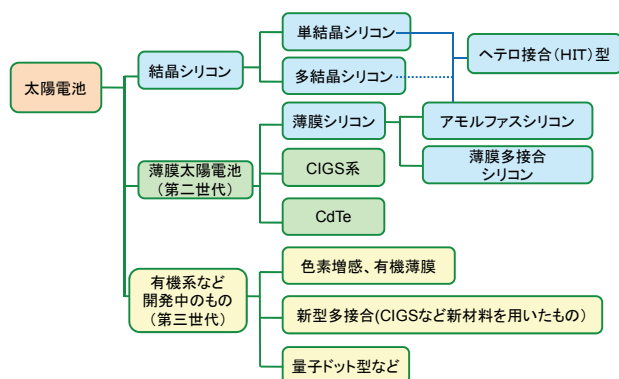 太陽電池
結晶シリコン
単結晶シリコン
多結晶シリコン
ヘテロ接合(HIT)型
薄膜太陽電池
(第二世代)
薄膜シリコン
アモルファスシリコン
薄膜多接合
シリコン
CIGS系
CdTe
有機系など
開発中のもの
(第三世代)
色素増感、有機薄膜
新型多接合(CIGSなど新材料を用いたもの)
量子ドット型など